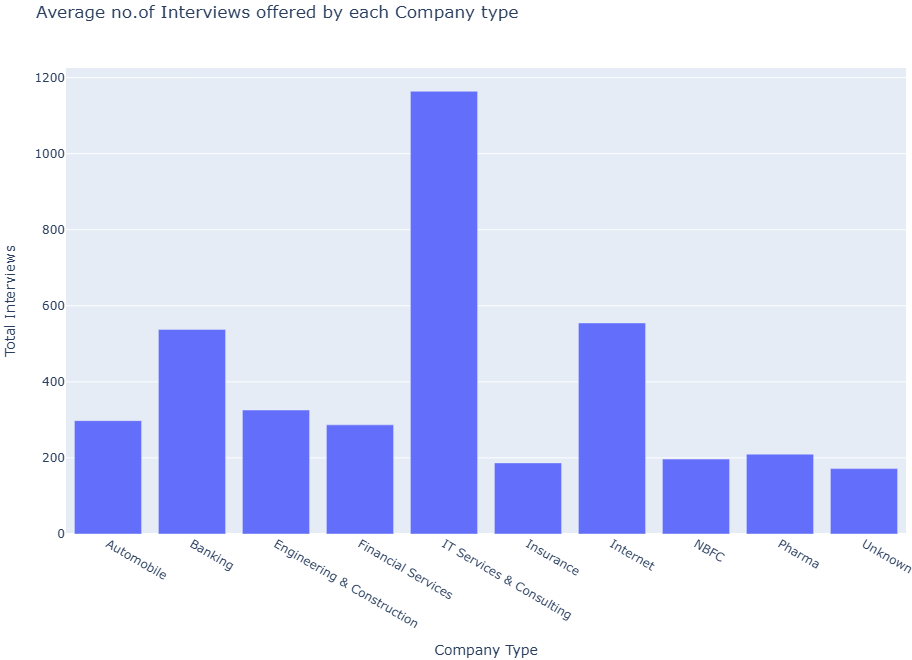 Average no.of Interviews offered by each Company type
Total Interviews
1200
1000
800
600
400
200
0
Automobile
Banking
Engineering & Construction
Financial Services
IT Services & Consulting
Insurance
Internet
NBFC
Pharma
Unknown
Company Type